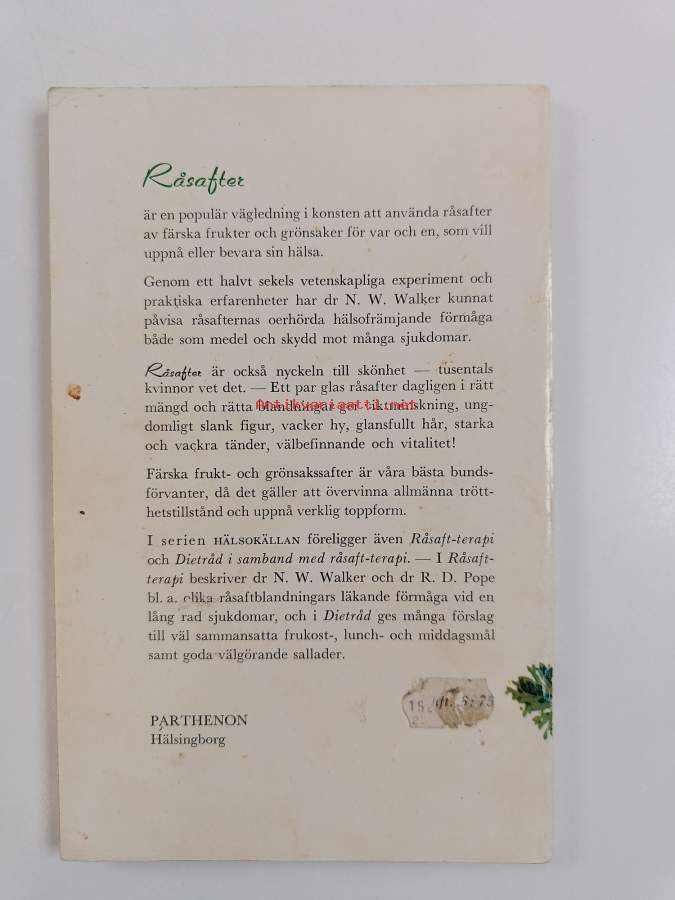 Råsafter
är en populär vägledning i konsten att använda råsafter
av färska frukter och grönsaker för var och en, som vill
uppnå eller bevara sin hälsa.
Genom ett halvt sekels vetenskapliga experiment och
praktiska erfarenheter har dr N. W. Walker kunnat
påvisa råsafternas oerhörda hälsofrämjande förmåga
både som medel och skydd mot många sjukdomar.
Råsafter är också nyckeln till skönhet — tusentals
kvinnor vet det. — Ett par glas råsafter dagligen i rätt
mängd och rätta blandningar ger viktminskning, ung-
domligt slank figur, vacker hy, glansfullt hår, starka
och vackra tänder, välbefinnande och vitalitet!
Antikvariaatti.net
Färska frukt- och grönsakssafter är våra bästa bunds-
förvanter, då det gäller att övervinna allmänna trött-
hetstillstånd och uppnå verklig toppform.
I serien HÄLSOKÄLLAN föreligger även Råsaft-terapi
och Dietråd i samband med råsaft-terapi. — I Råsaft-
terapi beskriver dr N. W. Walker och dr R. D. Pope
bl. a. olika råsaftblandningars läkande förmåga vid en
lång rad sjukdomar, och i Dietråd ges många förslag
till väl sammansatta frukost-, lunch- och middagsmål
samt goda välgörande sallader.
15 5:75
PARTHENON
Hälsingborg